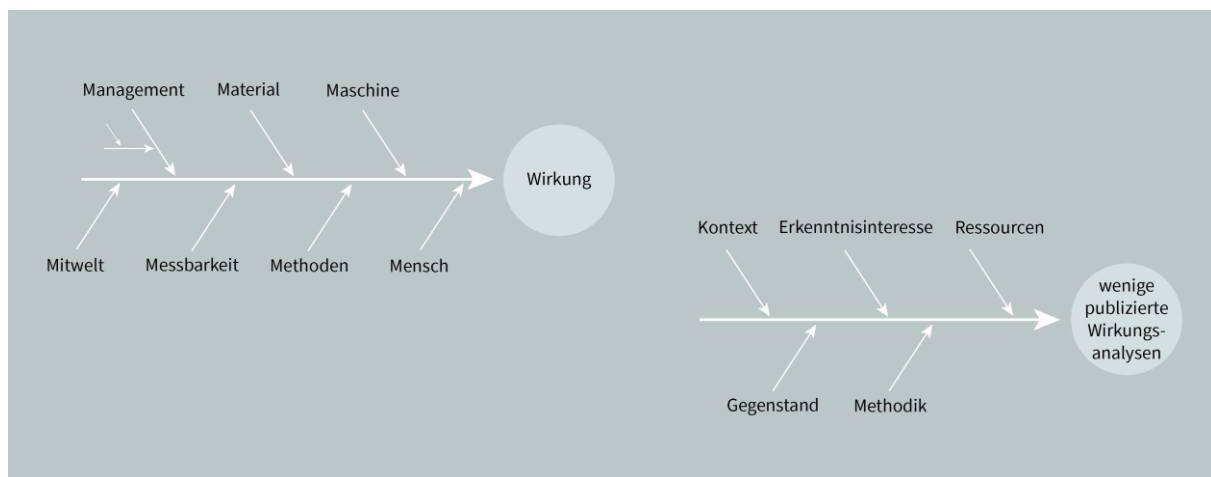 Management Material Maschine
Wirkung
Mitwelt Messbarkeit Methoden Mensch
Kontext Erkenntnisinteresse Ressourcen
wenige
publizierte
Wirkungs-
analysen
Gegenstand Methodik